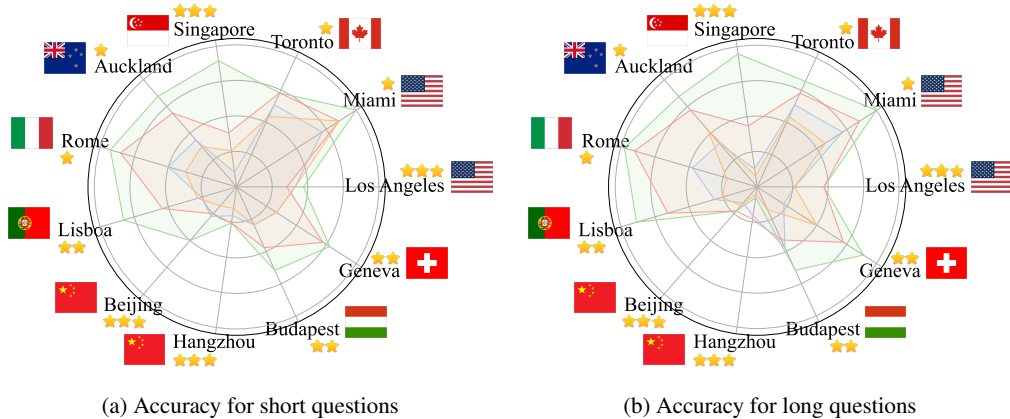 Singapore
Toronto
Auckland
Miami
Rome
Los Angeles
Lisboa
Geneva
Beijing
Budapest
Hangzhou
(a) Accuracy for short questions
Singapore
Toronto
Auckland
Miami
Rome
Los Angeles
Lisboa
Geneva
Beijing
Budapest
Hangzhou
(b) Accuracy for long questions